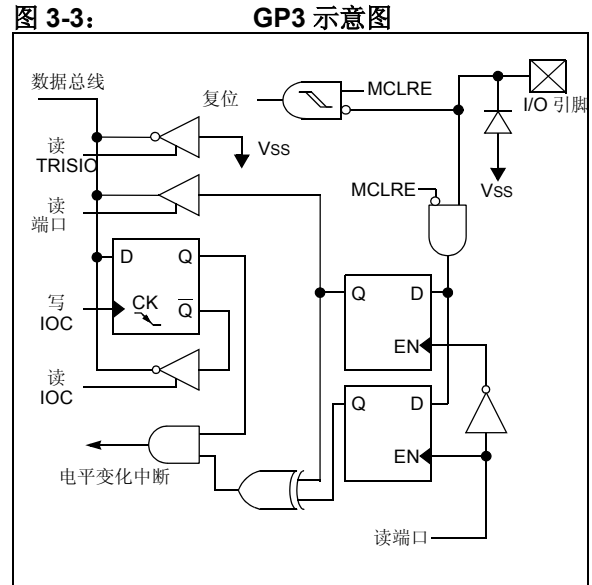 图 3-3： GP3 示意图
数据总线
复位
MCLRE
I/O 引脚
读
TRISIO
VSS
VSS
读
端口
MCLRE
D Q
写
IOC
CK
Q
读
IOC
Q D
EN
Q D
EN
电平变化中断
读端口